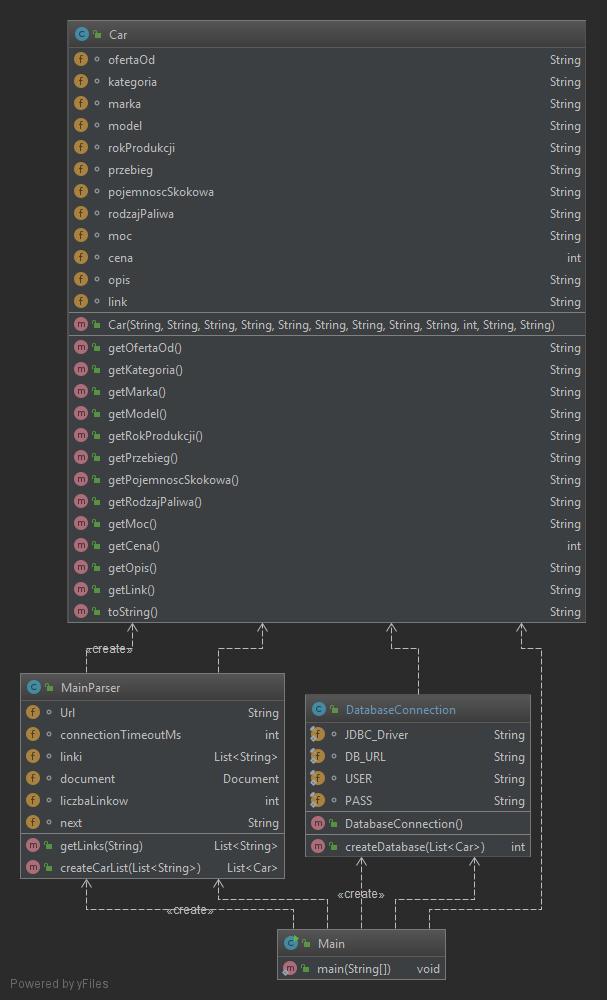 Car
ofertaOd String
kategoria String
marka String
model String
rokProdukcji String
przebieg String
pojemnoscSkokowa String
rodzajPaliwa String
moc String
cena int
opis String
link String
Car(String, String, String, String, String, String, String, String, String, int, String, String)
getOfertaOd() String
getKategoria() String
getMarka() String
getModel() String
getRokProdukcji() String
getPrzebieg() String
getPojemnoscSkokowa() String
getRodzajPaliwa() String
getMoc() String
getCena() int
getOpis() String
getLink() String
toString() String
«create»
MainParser
Url String
connectionTimeoutMs int
linki List<String>
document Document
liczbaLinkow int
next String
getLinks(String) List<String>
createCarList(List<String>) List<Car>
DatabaseConnection
JDBC_Driver String
DB_URL String
USER String
PASS String
DatabaseConnection()
createDatabase(List<Car>) int
«create»
«create»
Main
main(String[]) void
Powered by yFiles